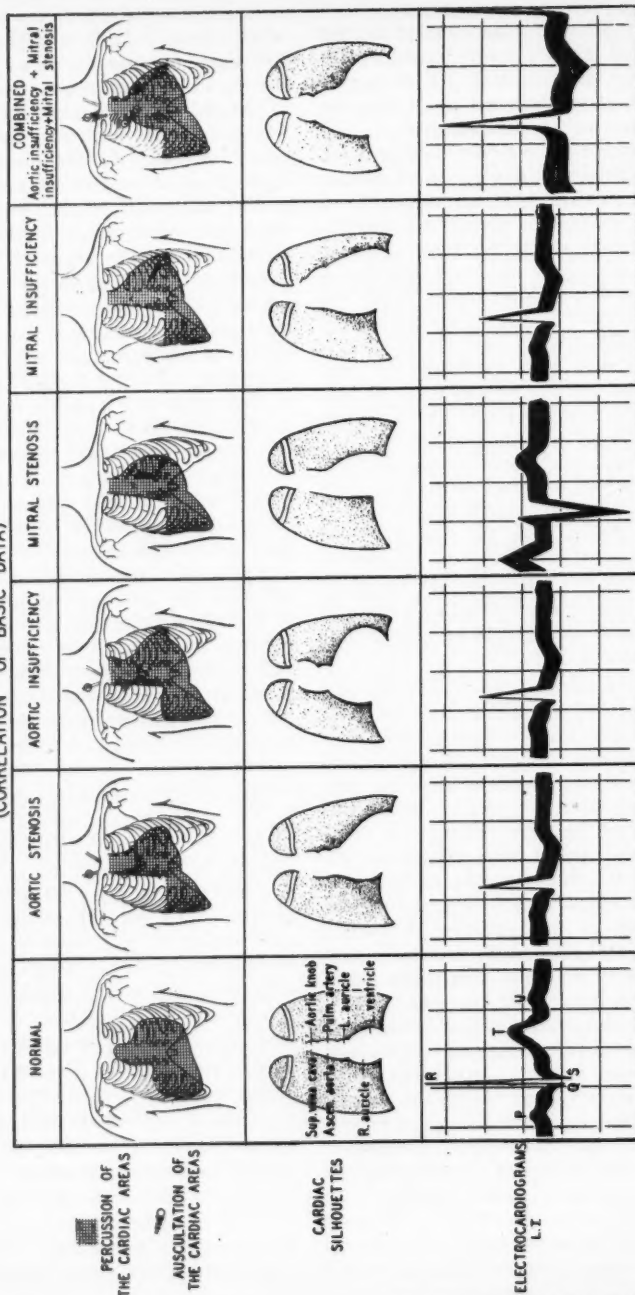 (CORRELATION OF BASIC DATA)
NORMAL
AORTIC STENOSIS
AORTIC INSUFFICIENCY
MITRAL STENOSIS
MITRAL INSUFFICIENCY
COMBINED
Aortic insufficiency + Mitral
insufficiency+Mitral stenosis
PERCUSSION OF
THE CARDIAC AREAS
AUSCULTATION OF
THE CARDIAC AREAS
CARDIAC
SILHOUETTES
Sup. vena cava
Ascen. aorta
R. auricle
Aortic knob
Pulm. artery
L. auricle
ventricle
ELECTROCARDIOGRAMS
L.I.
P
R
Q
S
T
U